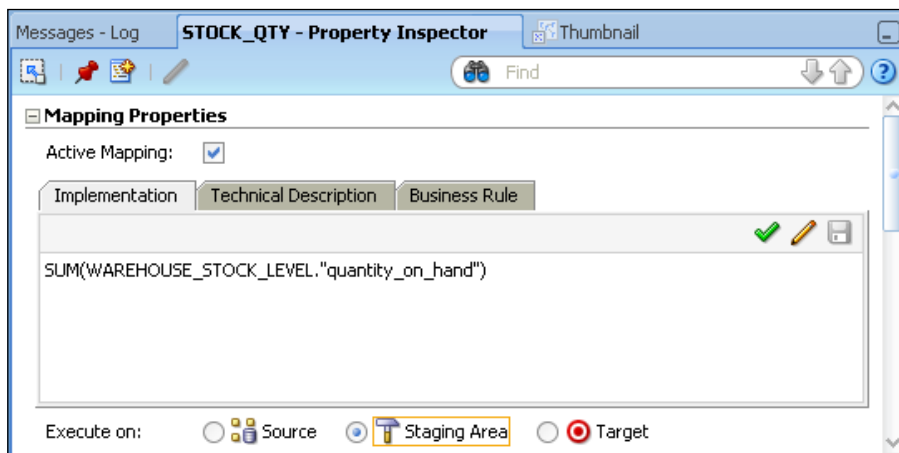 Messages - Log STOCK_QTY - Property Inspector Thumbnail
Find
Mapping Properties
Active Mapping:
Implementation Technical Description Business Rule
SUM(WAREHOUSE_STOCK_LEVEL."quantity_on_hand")
Execute on: Source Staging Area Target